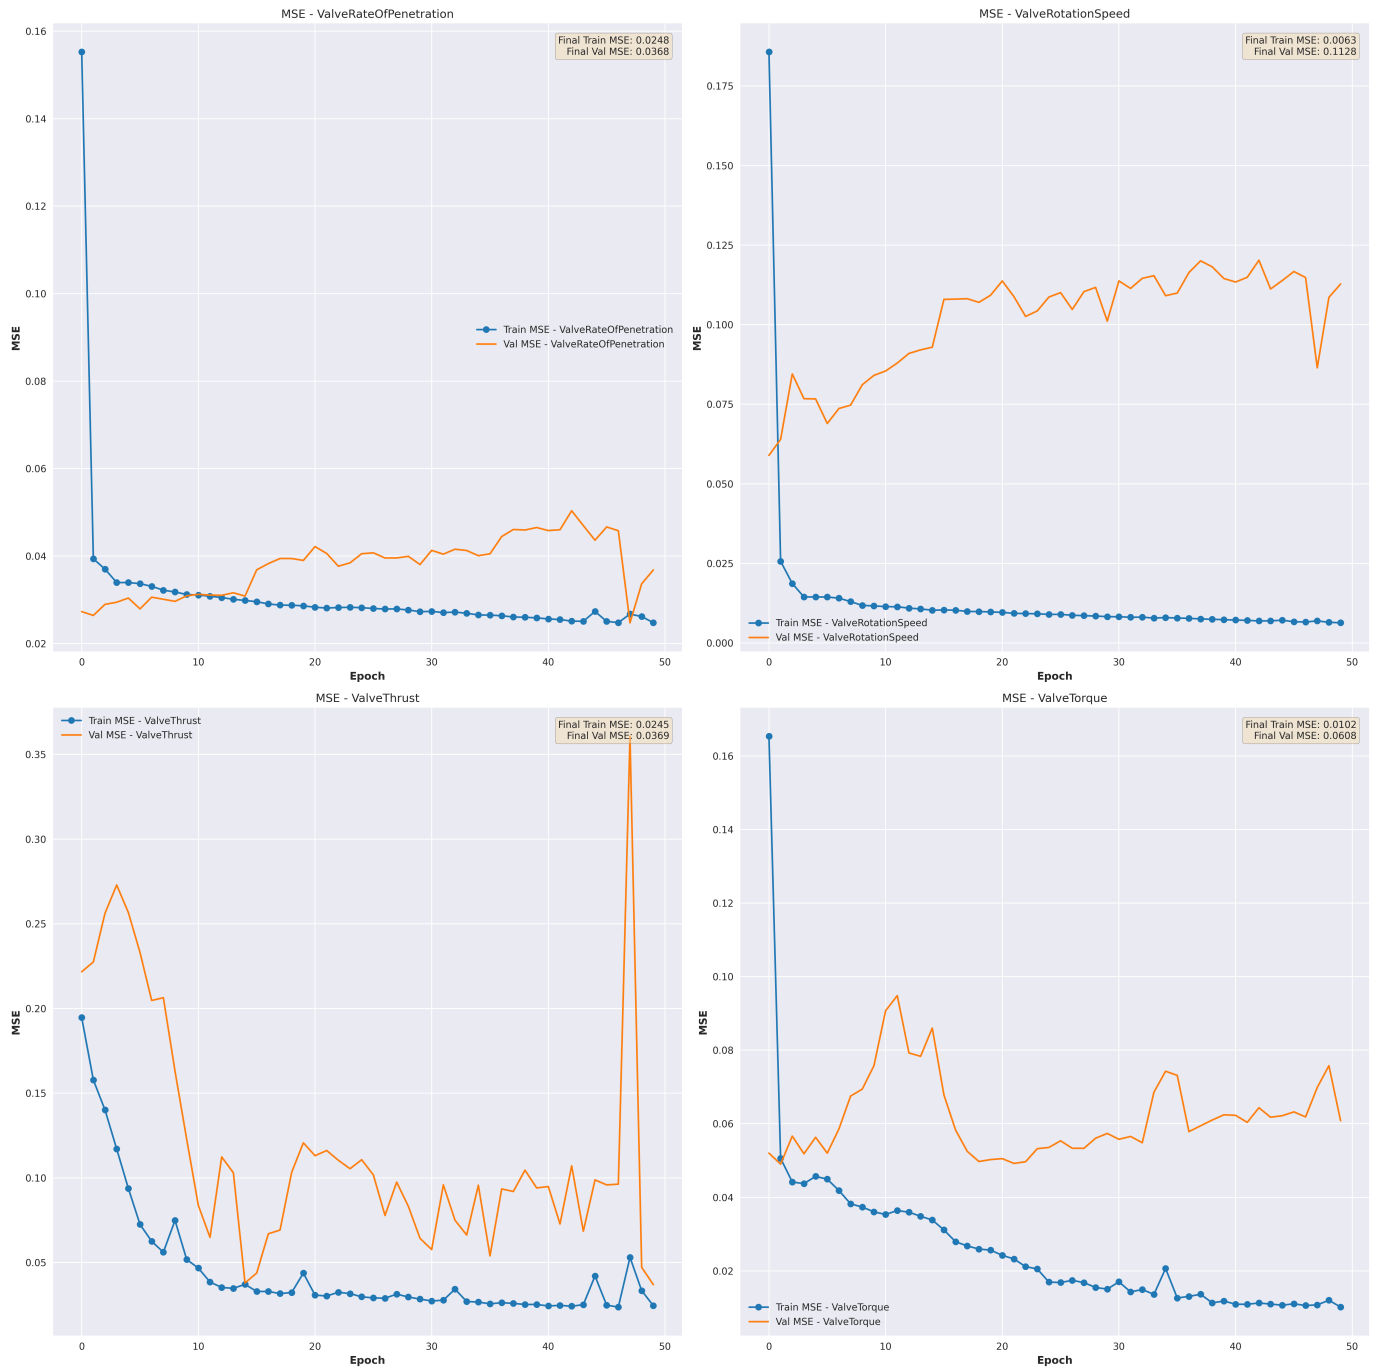 MSE - ValveRateOfPenetration
Final Train MSE: 0.0248
Final Val MSE: 0.0368
0.16
0.14
0.12
0.10
0.08
0.06
0.04
0.02
MSE
Train MSE - ValveRateOfPenetration
Val MSE - ValveRateOfPenetration
0 10 20 30 40 50
Epoch
MSE - ValveRotationSpeed
Final Train MSE: 0.0063
Final Val MSE: 0.1128
0.175
0.150
0.125
0.100
0.075
0.050
0.025
0.000
MSE
Train MSE - ValveRotationSpeed
Val MSE - ValveRotationSpeed
0 10 20 30 40 50
Epoch
MSE - ValveThrust
Train MSE - ValveThrust
Val MSE - ValveThrust
Final Train MSE: 0.0245
Final Val MSE: 0.0369
0.35
0.30
0.25
0.20
0.15
0.10
0.05
MSE
0 10 20 30 40 50
Epoch
MSE - ValveTorque
Final Train MSE: 0.0102
Final Val MSE: 0.0608
0.16
0.14
0.12
0.10
0.08
0.06
0.04
0.02
MSE
Train MSE - ValveTorque
Val MSE - ValveTorque
0 10 20 30 40 50
Epoch